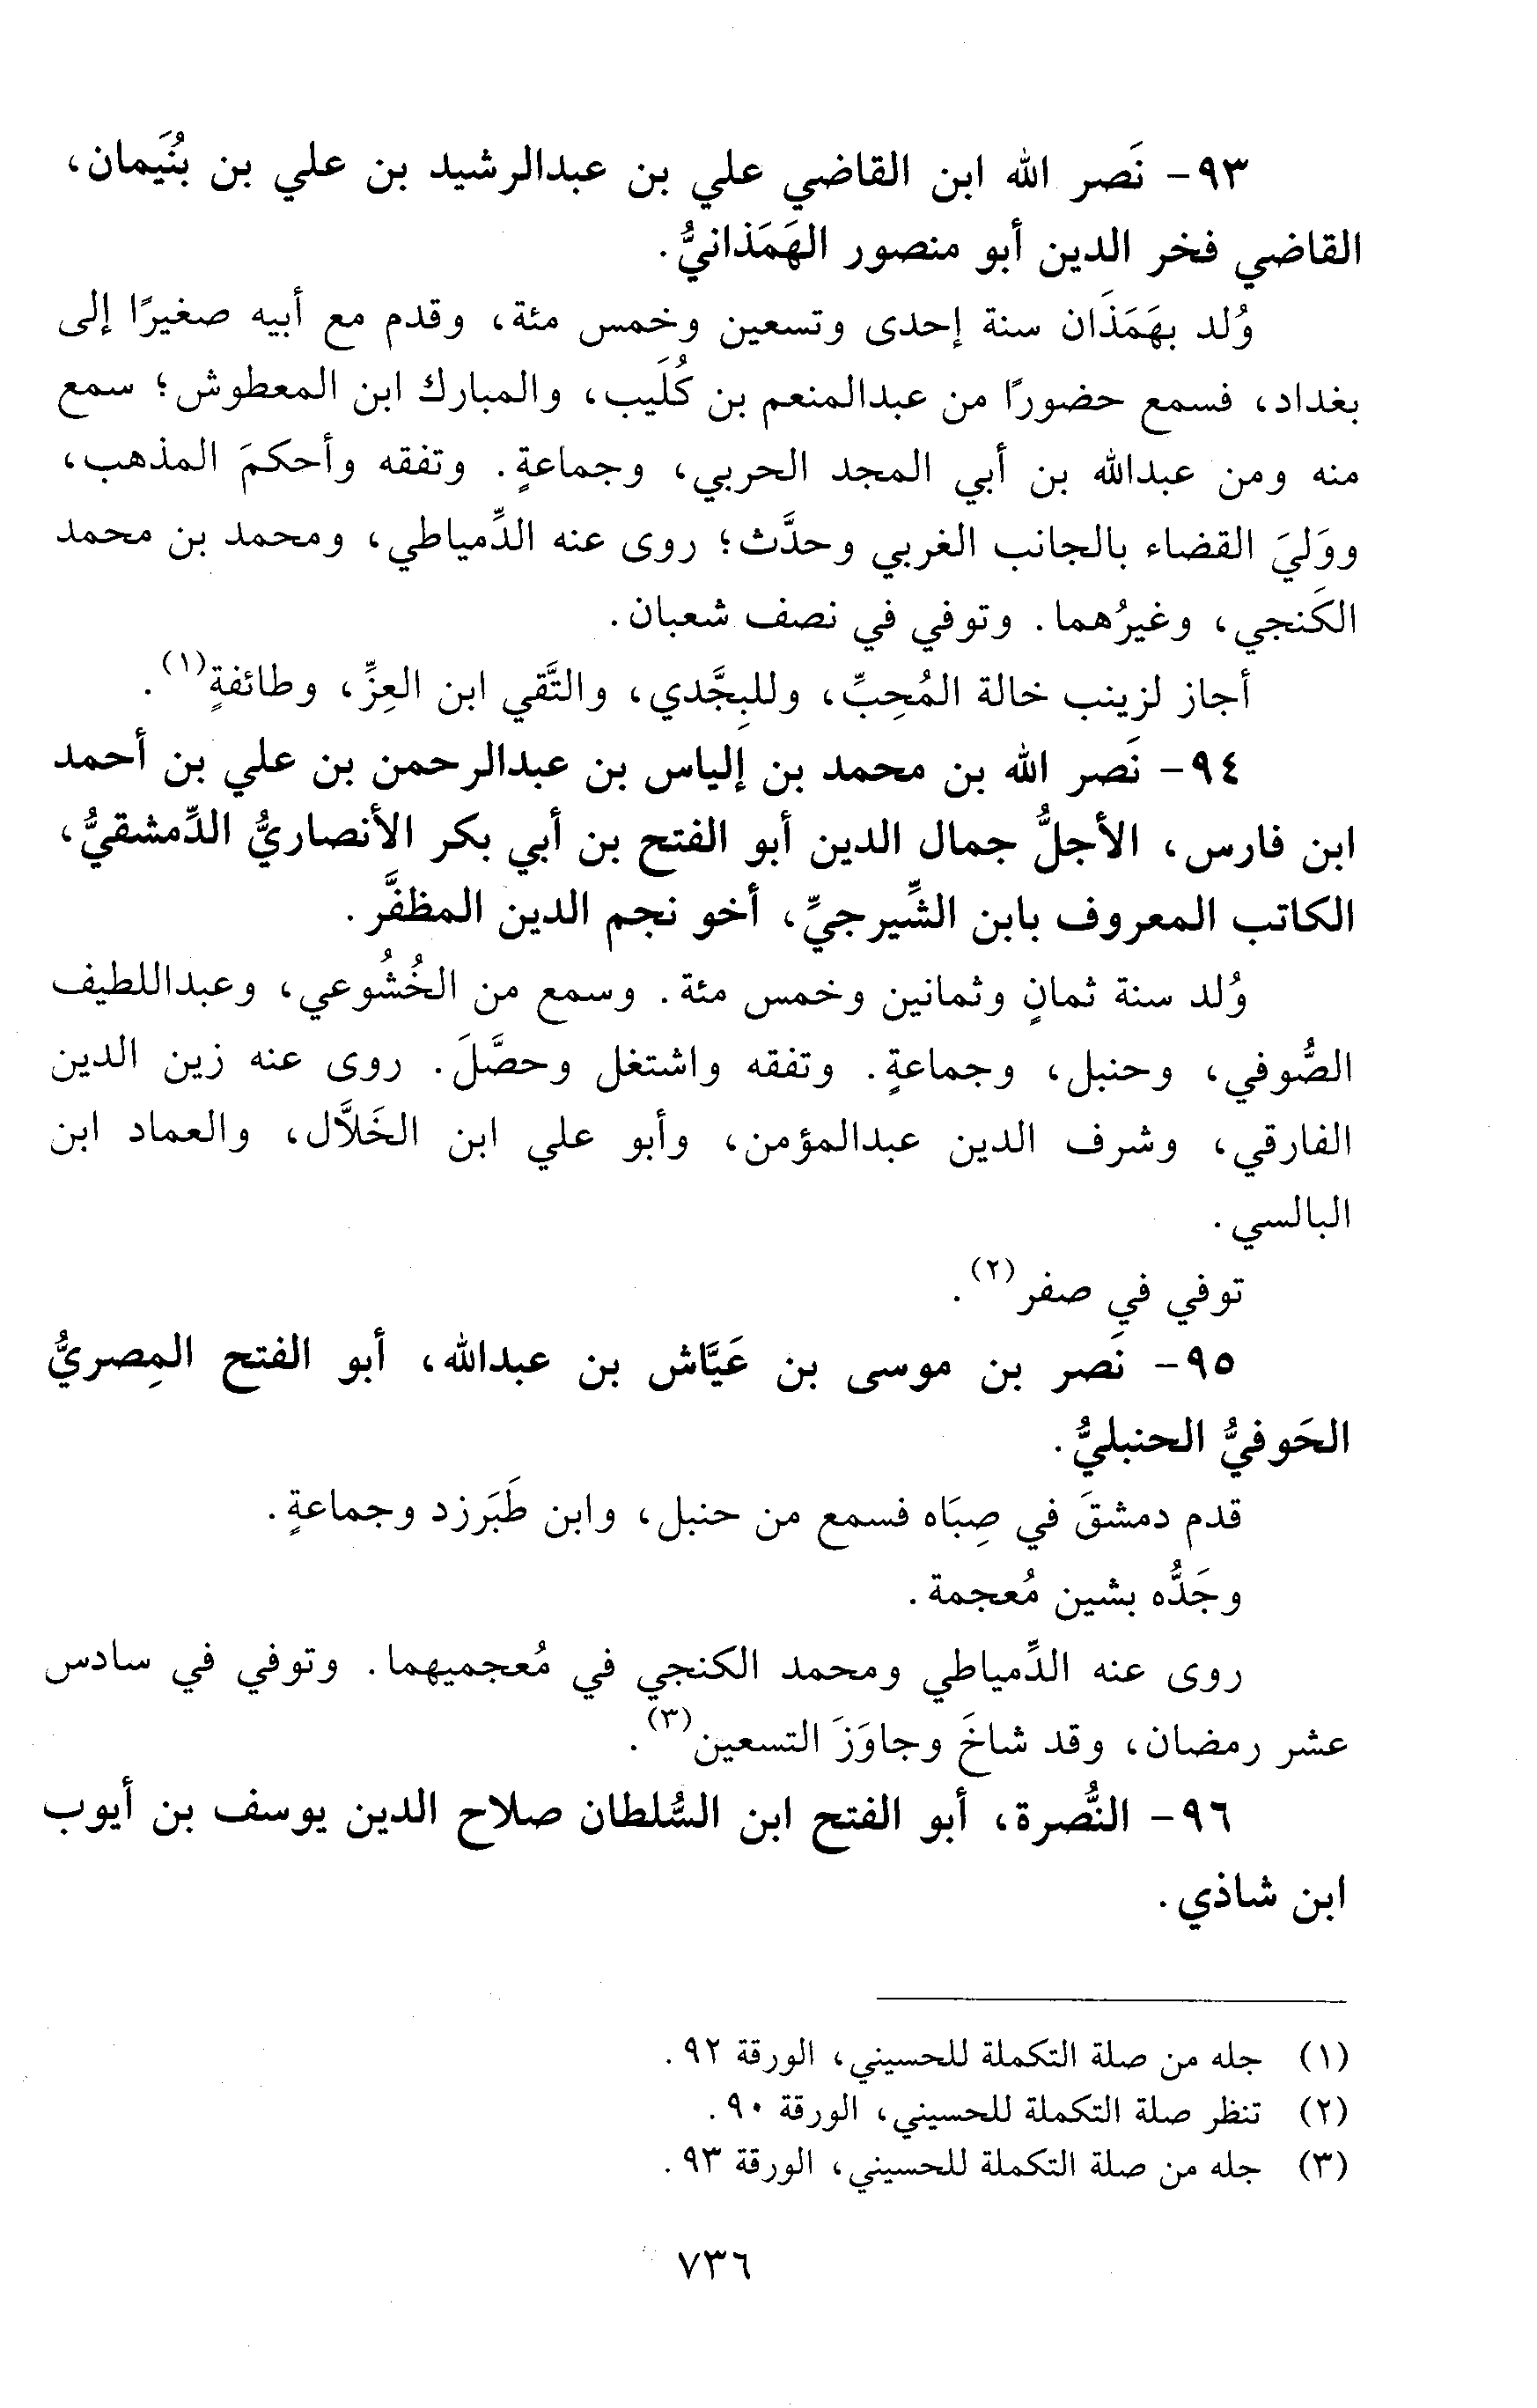 ٩٣- نَصر الله ابن القاضي علي بن عبدالرشيد بن علي بن بُنَيمان،
القاضي فخر الدين أبو منصور الهَمَذانيُّ.
وُلد بهَمَذَان سنة إحدى وتسعين وخمس مئة، وقدم مع أبيه صغيرًا إلى
بغداد، فسمع حضورًا من عبدالمنعم بن كُلَيب، والمبارك ابن المعطوش؛ سمع
منه ومن عبدالله بن أبي المجد الحربي، وجماعةٍ. وتفقه وأحكمَ المذهب،
ووَليَ القضاء بالجانب الغربي وحدَّث؛ روى عنه الدِّمياطي، ومحمد بن محمد
الكَنجي، وغيرُهما. وتوفي في نصف شعبان.
أجاز لزينب خالة المُحِبِّ، وللبِجَّدي، والتَّقي ابن العِزِّ، وطائفةٍ(١).
٩٤- نَصر الله بن محمد بن إلياس بن عبدالرحمن بن علي بن أحمد
ابن فارس، الأجلُّ جمال الدين أبو الفتح بن أبي بكر الأنصاريُّ الدِّمشقيُّ،
الكاتب المعروف بابن الشِّيرجيِّ، أخو نجم الدين المظفَّر.
وُلد سنة ثمانٍ وثمانين وخمس مئة. وسمع من الخُشُوعي، وعبداللطيف
الصُّوفي، وحنبل، وجماعةٍ. وتفقه واشتغل وحصَّلَ. روى عنه زين الدين
الفارقي، وشرف الدين عبدالمؤمن، وأبو علي ابن الخَلاَّل، والعماد ابن
البالسي.
توفي في صفر(٢).
٩٥- نَصر بن موسى بن عَيَّاش بن عبدالله، أبو الفتح المِصريُّ
الحَوفيُّ الحنبليُّ.
قدم دمشقَ في صِبَاه فسمع من حنبل، وابن طَبَرزد وجماعةٍ.
وجَدُّه بشين مُعجمة.
روى عنه الدِّمياطي ومحمد الكنجي في مُعجميهما. وتوفي في سادس
عشر رمضان، وقد شاخَ وجاوَزَ التسعين(٣).
٩٦- النُّصرة، أبو الفتح ابن السُّلطان صلاح الدين يوسف بن أيوب
ابن شاذي.
(١) جله من صلة التكملة للحسيني، الورقة ٩٢.
(٢) تنظر صلة التكملة للحسيني، الورقة ٩٠.
(٣) جله من صلة التكملة للحسيني، الورقة ٩٣.
٧٣٦